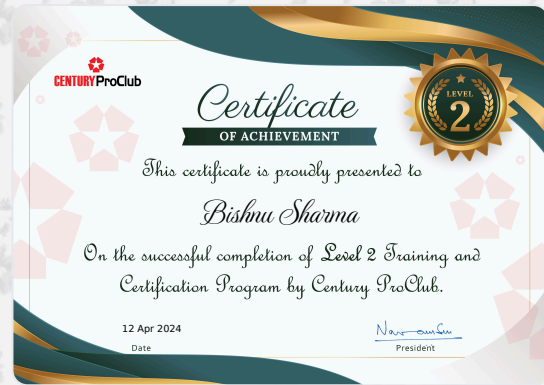 CENTURY ProClub
LEVEL
2
Certificate
OF ACHIEVEMENT
This certificate is proudly presented to
Bishnu Sharma
On the successful completion of Level 2 Training and
Certification Program by Century ProClub.
12 Apr 2024
Date
President